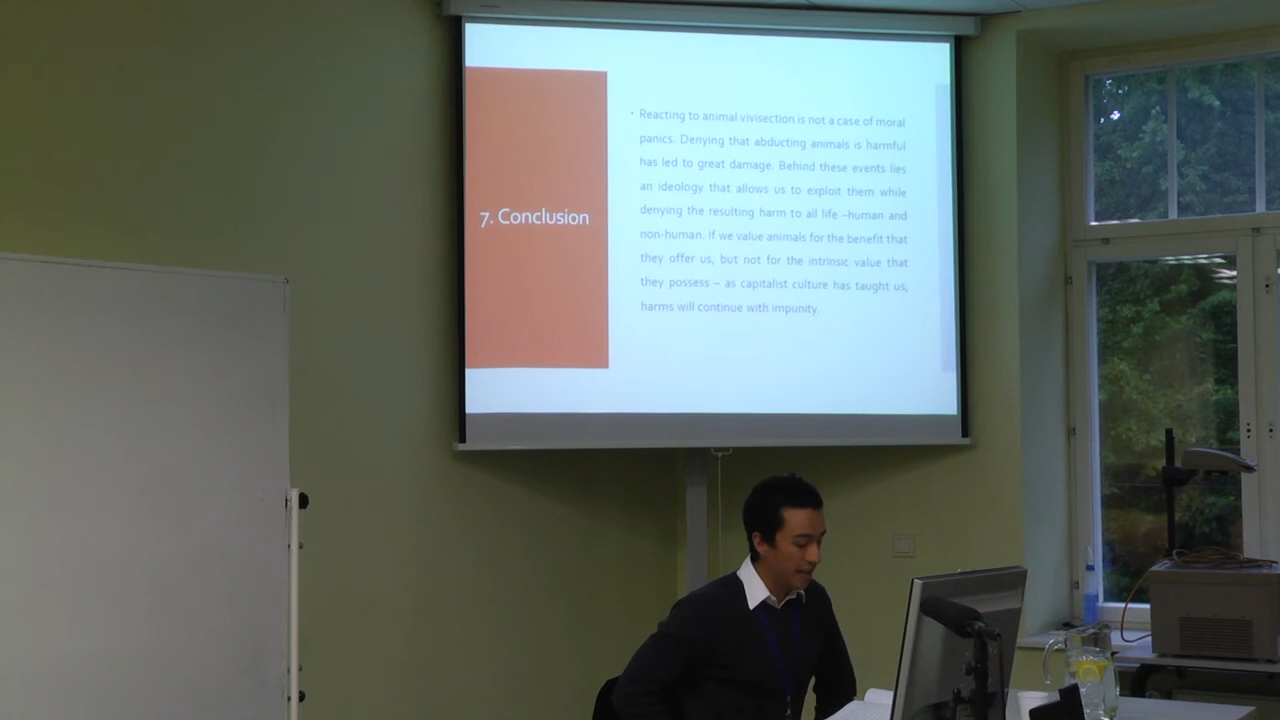 7. Conclusion
• Reacting to animal vivisection is not a case of moral
panics. Denying that abducting animals is harmful
has led to great damage. Behind these events lies
an ideology that allows us to exploit them while
denying the resulting harm to all life –human and
non-human. If we value animals for the benefit that
they offer us, but not for the intrinsic value that
they possess – as capitalist culture has taught us,
harms will continue with impunity.